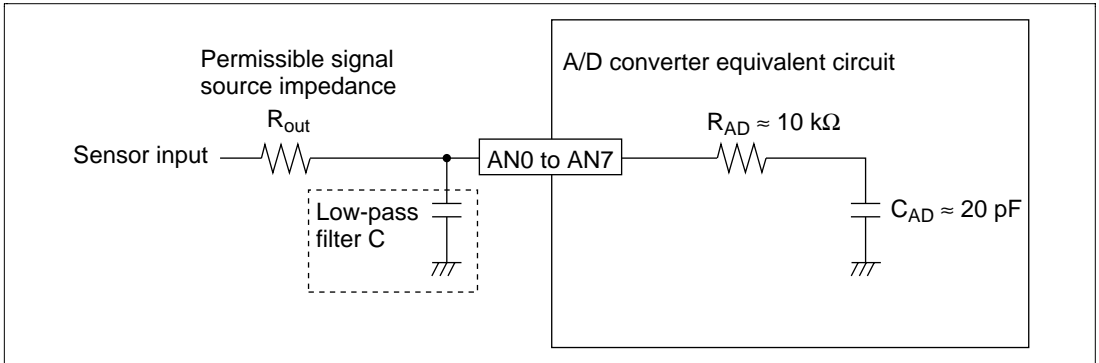 Permissible signal
source impedance
R_out
Sensor input
Low-pass
filter C
AN0 to AN7
A/D converter equivalent circuit
R_AD ≈ 10 kΩ
C_AD ≈ 20 pF